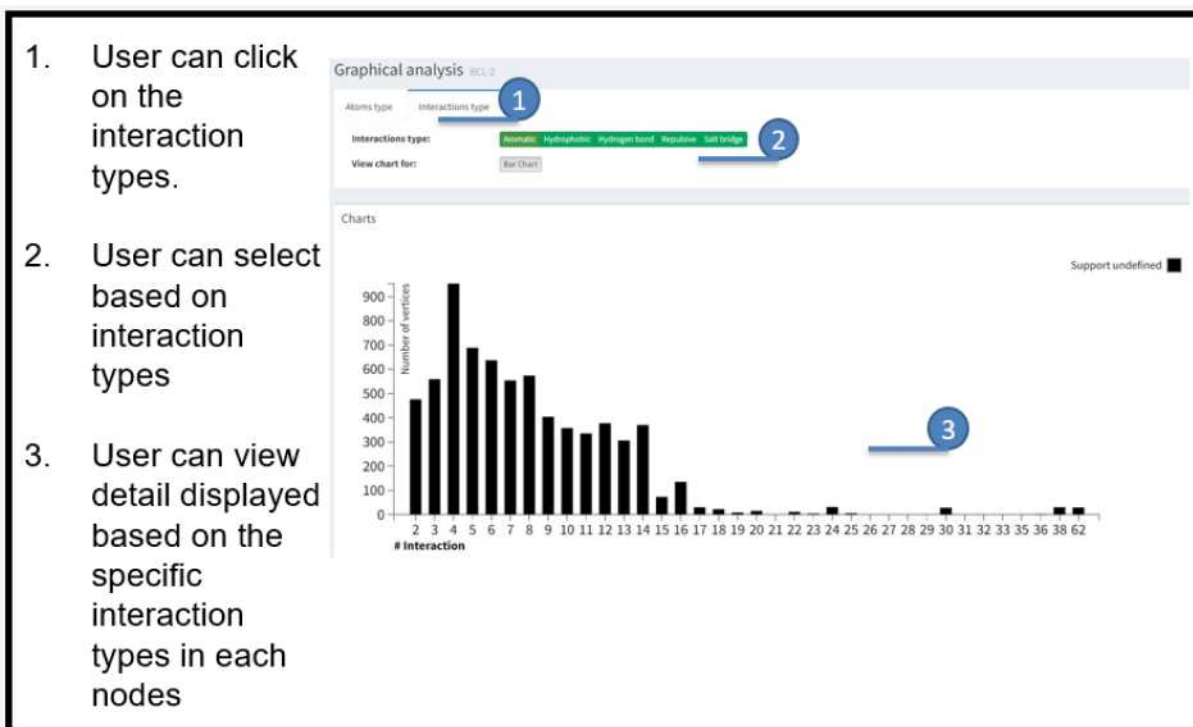 1. User can click
on the
interaction
types.
2. User can select
based on
interaction
types
3. User can view
detail displayed
based on the
specific
interaction
types in each
nodes
Graphical analysis BCL-2
Atoms type Interactions type 1
Interactions type: Aromatic Hydrophobic Hydrogen bond Repulsive Salt bridge 2
View chart for: Bar Chart
Charts
Support undefined
Number of vertices
900
800
700
600
500
400
300
200
100
0
3
2 3 4 5 6 7 8 9 10 11 12 13 14 15 16 17 18 19 20 21 22 23 24 25 26 27 28 29 30 31 32 33 35 36 38 62
# Interaction